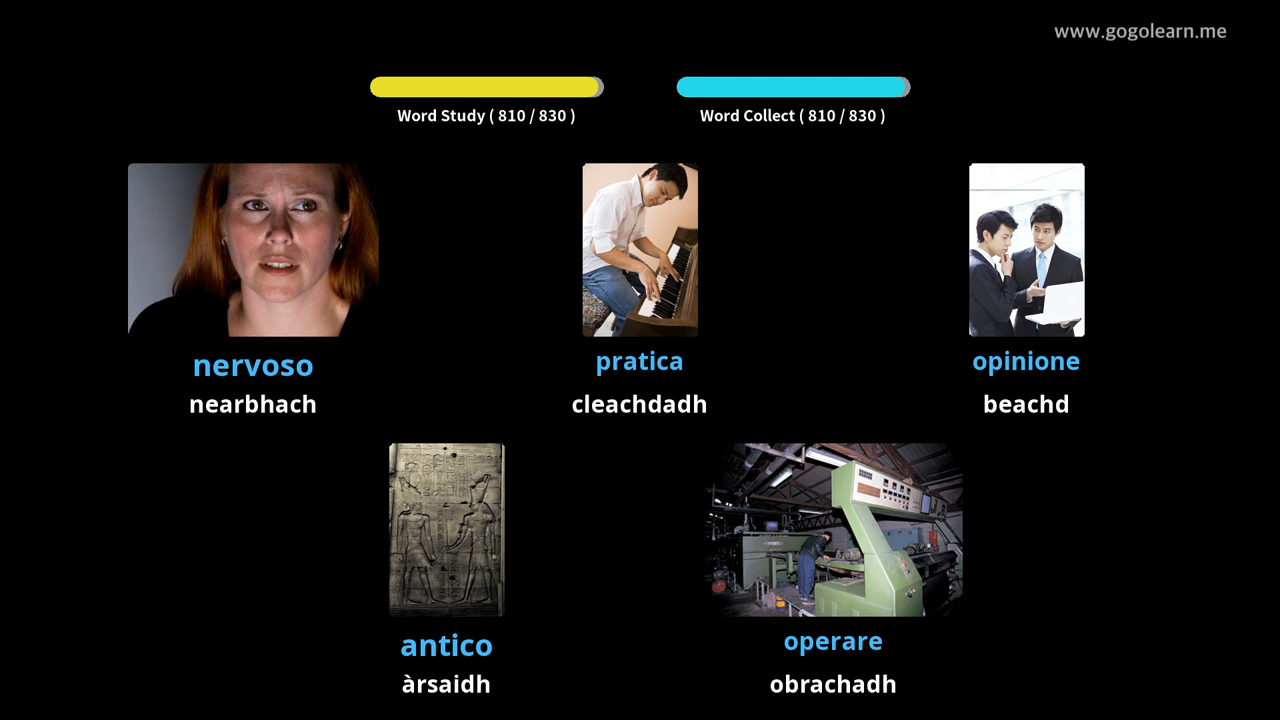 www.gogolearn.me
Word Study ( 810 / 830 )
Word Collect ( 810 / 830 )
nervoso
nearbhach
pratica
cleachdadh
opinione
beachd
antico
àrsaidh
operare
obrachadh